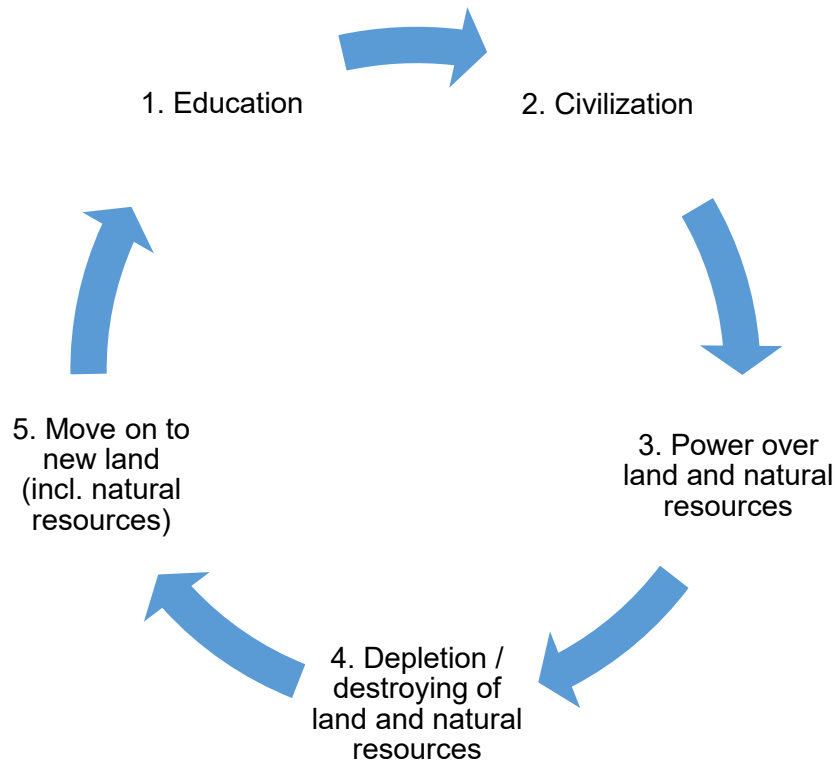 1. Education
2. Civilization
3. Power over
land and natural
resources
4. Depletion /
destroying of
land and natural
resources
5. Move on to
new land
(incl. natural
resources)